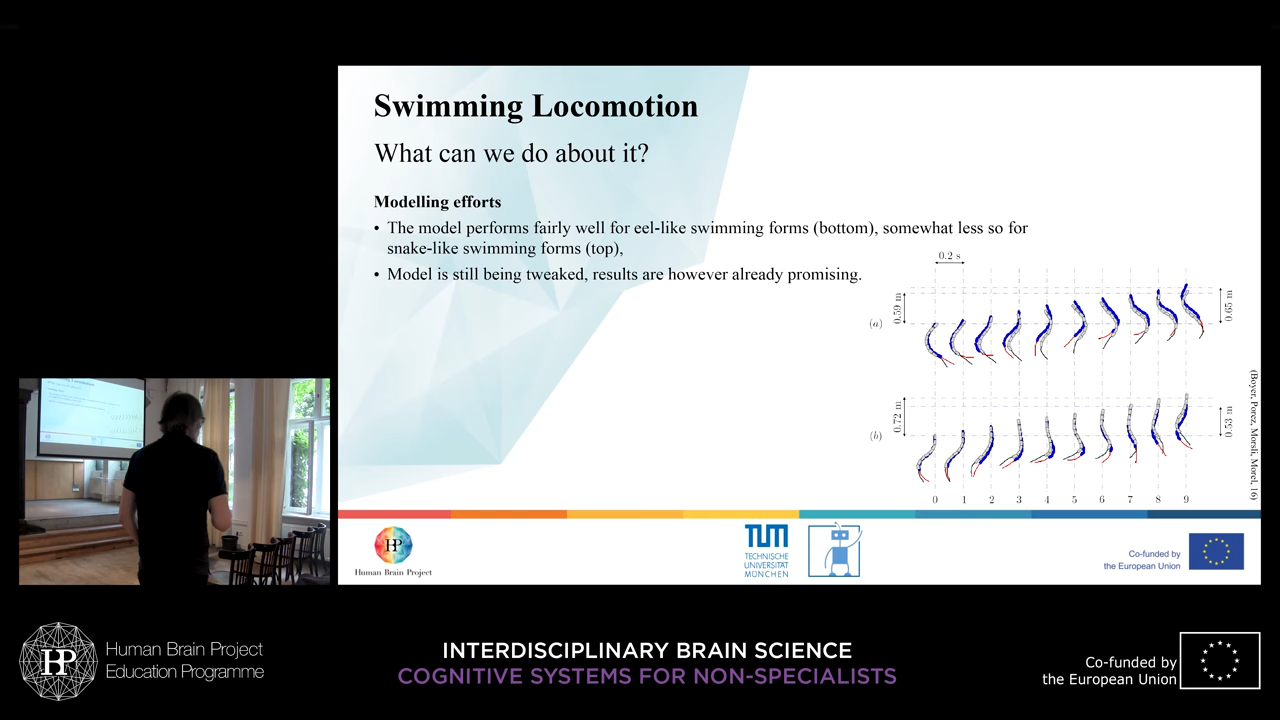 Swimming Locomotion
What can we do about it?
Modelling efforts
• The model performs fairly well for eel-like swimming forms (bottom), somewhat less so for
snake-like swimming forms (top),
• Model is still being tweaked, results are however already promising.
0.2 s
0.59 m
(a)
0.65 m
0.72 m
(b)
0.53 m
0 1 2 3 4 5 6 7 8 9
(Boyer, Porez, Morsli, Morel, 16)
HP
Human Brain Project
TUM
TECHNISCHE
UNIVERSITÄT
MÜNCHEN
Co-funded by
the European Union
HP
Human Brain Project
Education Programme
INTERDISCIPLINARY BRAIN SCIENCE
COGNITIVE SYSTEMS FOR NON-SPECIALISTS
Co-funded by
the European Union